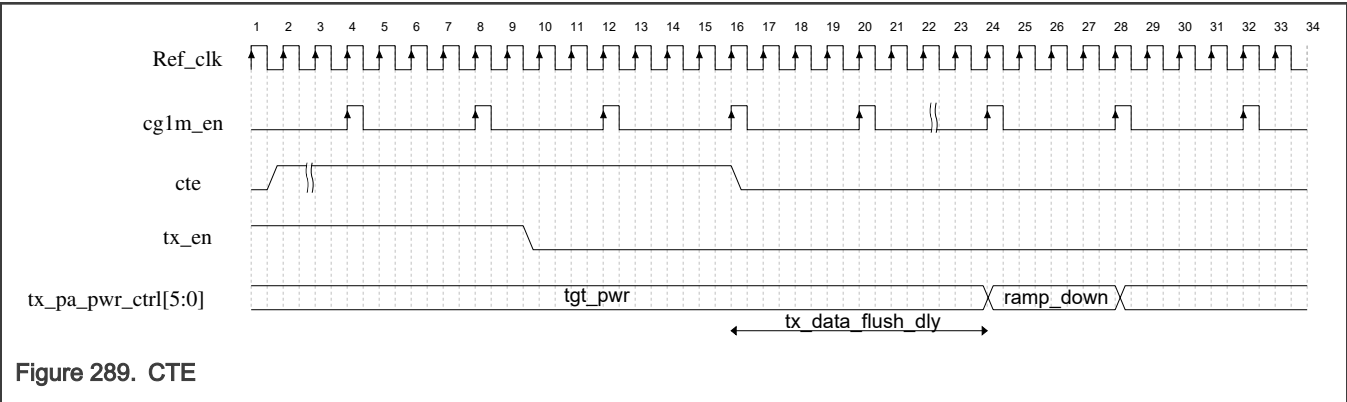 1 2 3 4 5 6 7 8 9 10 11 12 13 14 15 16 17 18 19 20 21 22 23 24 25 26 27 28 29 30 31 32 33 34
Ref_clk
cg1m_en
cte
tx_en
tx_pa_pwr_ctrl[5:0] tgt_pwr ramp_down
tx_data_flush_dly
Figure 289. CTE